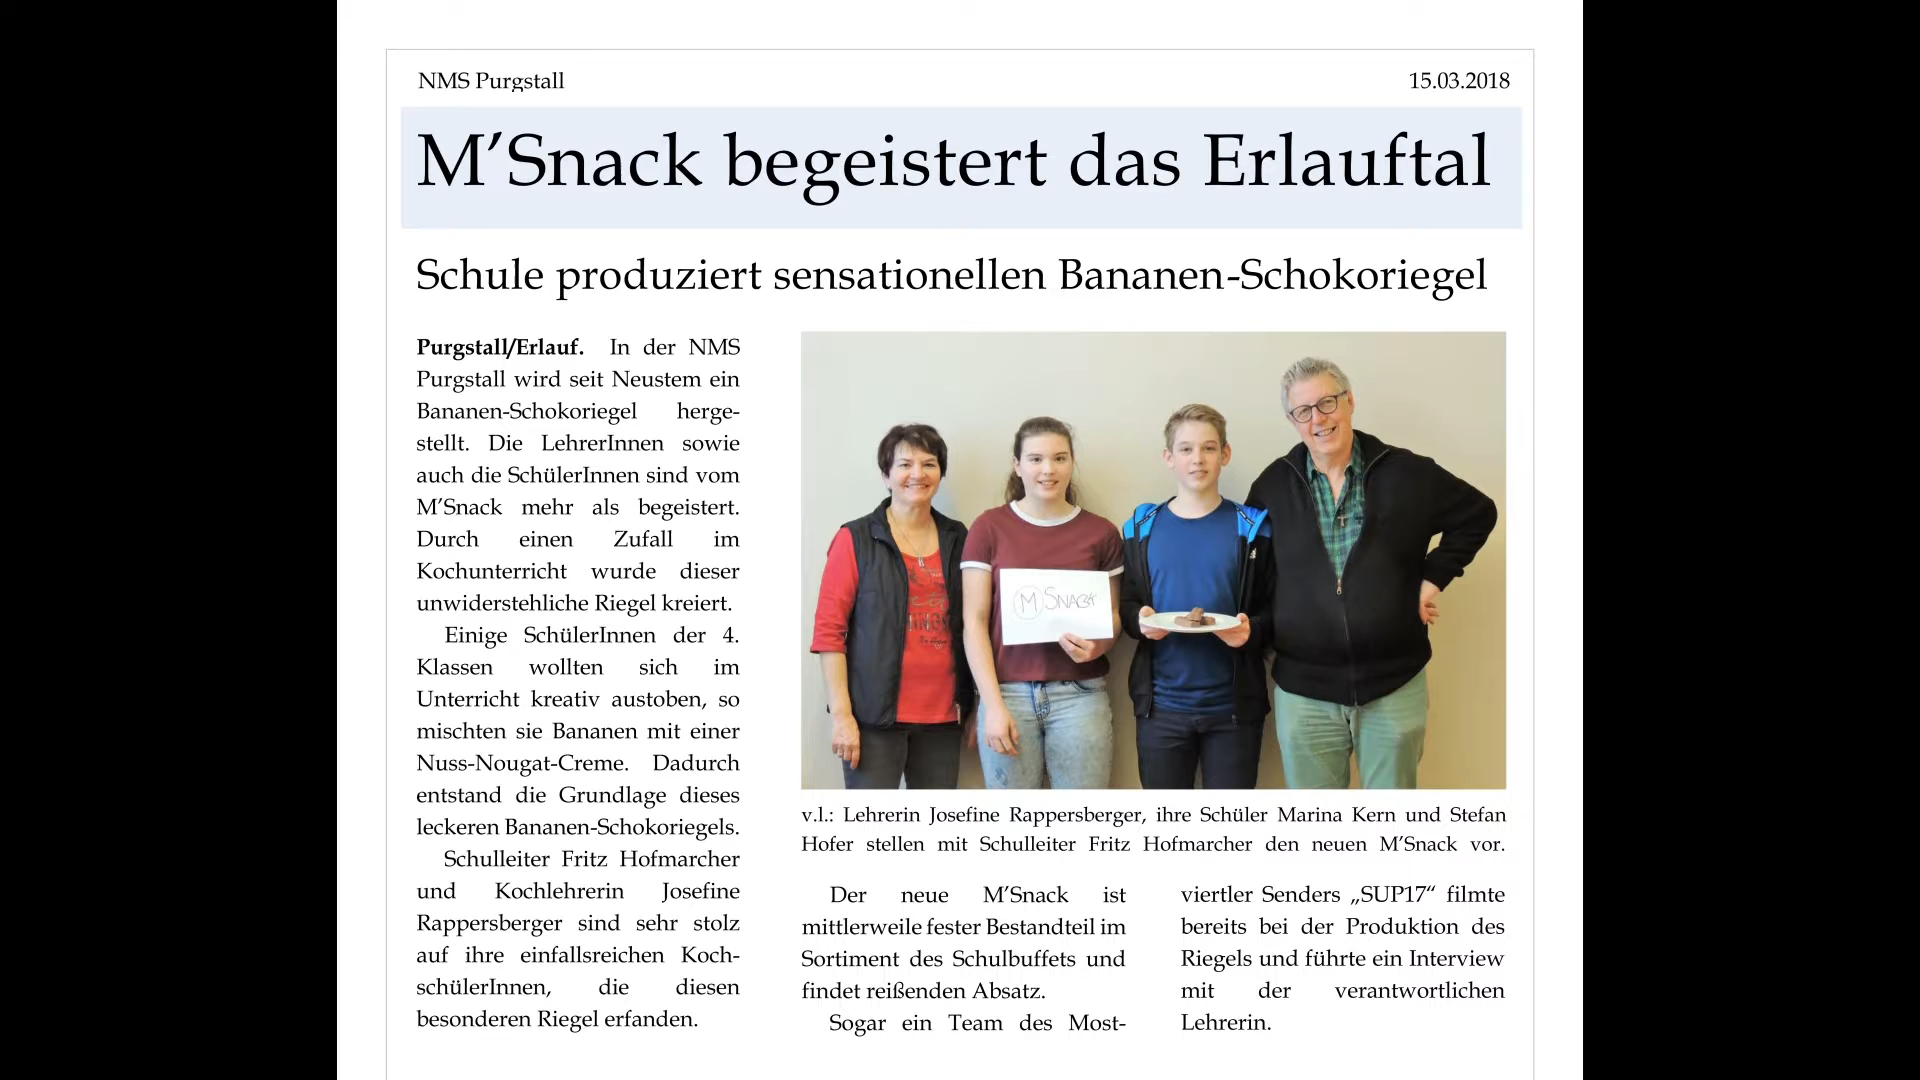 NMS Purgstall
15.03.2018
M’Snack begeistert das Erlauftal
Schule produziert sensationellen Bananen-Schokoriegel
Purgstall/Erlauf. In der NMS
Purgstall wird seit Neustem ein
Bananen-Schokoriegel herge-
stellt. Die LehrerInnen sowie
auch die SchülerInnen sind vom
M’Snack mehr als begeistert.
Durch einen Zufall im
Kochunterricht wurde dieser
unwiderstehliche Riegel kreiert.
Einige SchülerInnen der 4.
Klassen wollten sich im
Unterricht kreativ austoben, so
mischten sie Bananen mit einer
Nuss-Nougat-Creme. Dadurch
entstand die Grundlage dieses
leckeren Bananen-Schokoriegels.
Schulleiter Fritz Hofmarcher
und Kochlehrerin Josefine
Rappersberger sind sehr stolz
auf ihre einfallsreichen Koch-
schülerInnen, die diesen
besonderen Riegel erfanden.
M SNACK
v.l.: Lehrerin Josefine Rappersberger, ihre Schüler Marina Kern und Stefan
Hofer stellen mit Schulleiter Fritz Hofmarcher den neuen M’Snack vor.
Der neue M’Snack ist
mittlerweile fester Bestandteil im
Sortiment des Schulbuffets und
findet reißenden Absatz.
Sogar ein Team des Most-
viertler Senders „SUP17“ filmte
bereits bei der Produktion des
Riegels und führte ein Interview
mit der verantwortlichen
Lehrerin.